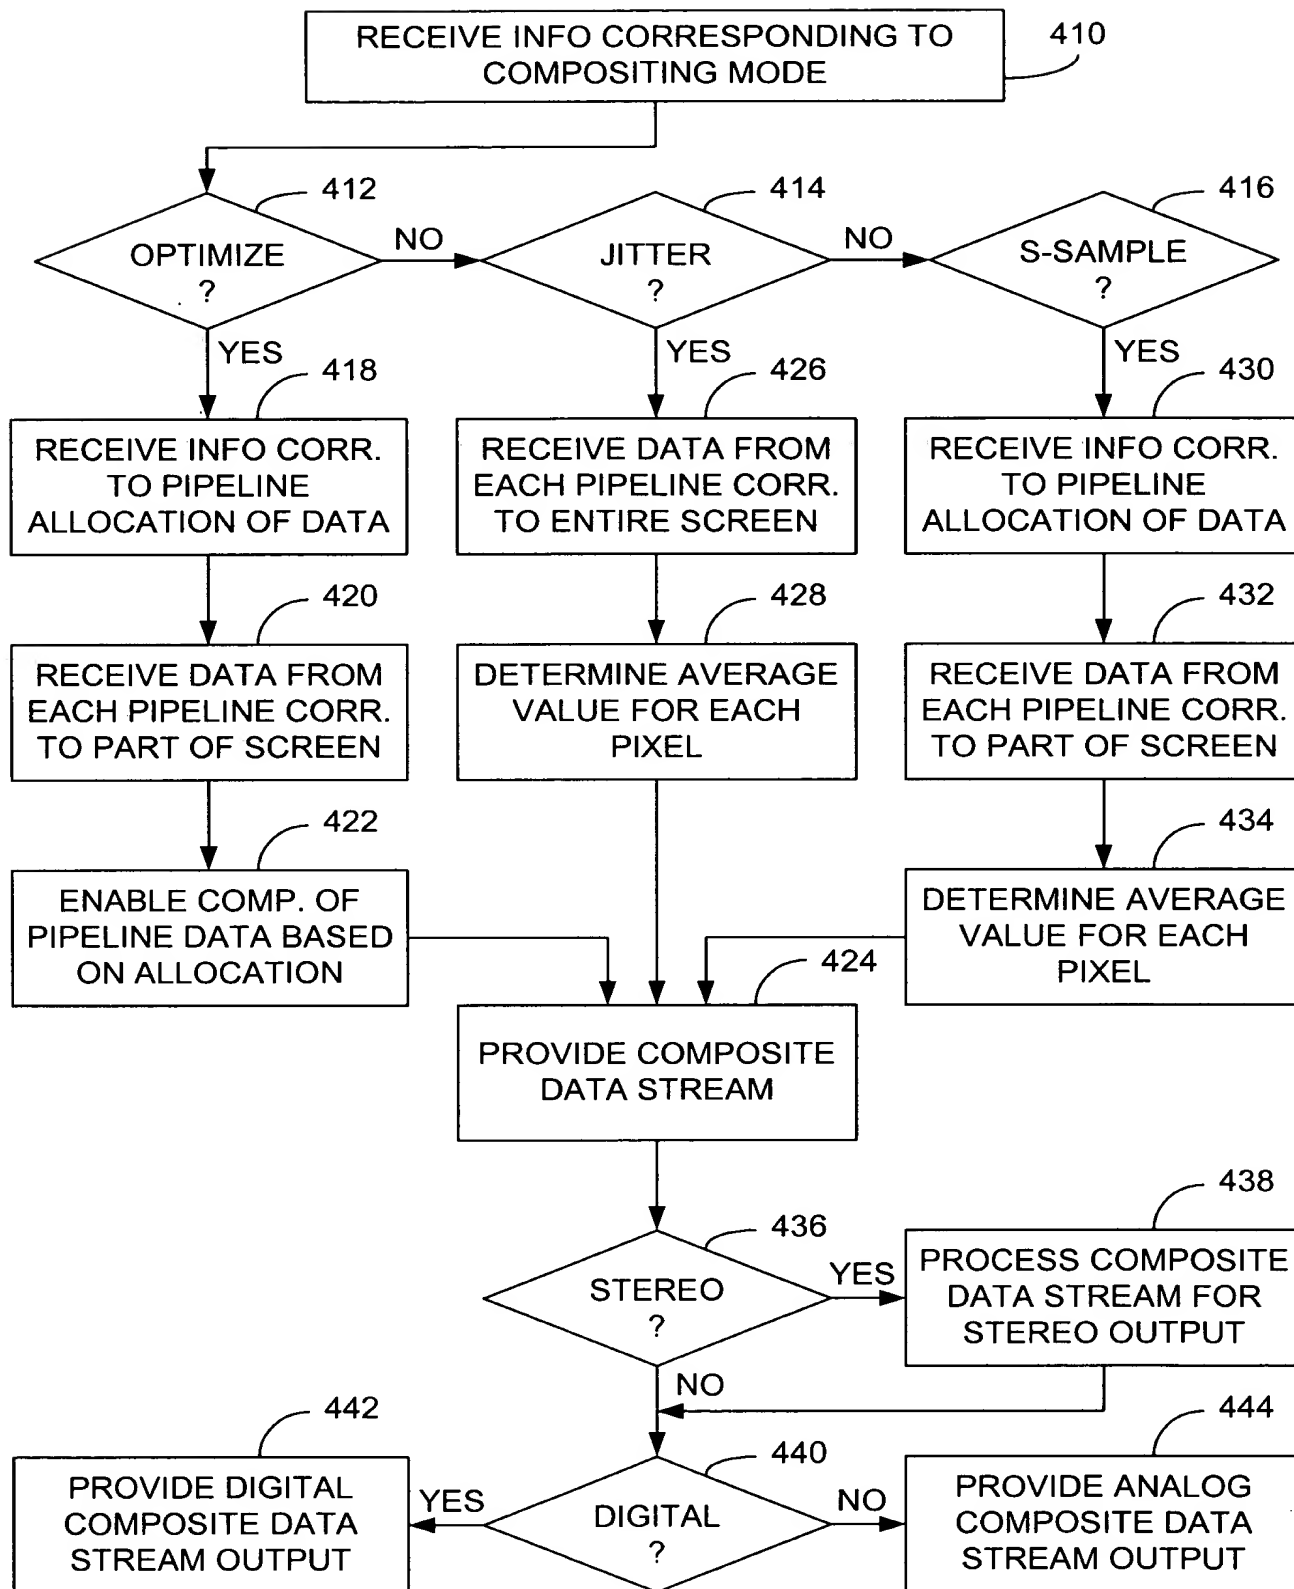 RECEIVE INFO CORRESPONDING TO
COMPOSITING MODE
410
412
OPTIMIZE
?
NO
YES
414
JITTER
?
NO
YES
416
S-SAMPLE
?
YES
418
RECEIVE INFO CORR.
TO PIPELINE
ALLOCATION OF DATA
426
RECEIVE DATA FROM
EACH PIPELINE CORR.
TO ENTIRE SCREEN
430
RECEIVE INFO CORR.
TO PIPELINE
ALLOCATION OF DATA
420
RECEIVE DATA FROM
EACH PIPELINE CORR.
TO PART OF SCREEN
428
DETERMINE AVERAGE
VALUE FOR EACH
PIXEL
432
RECEIVE DATA FROM
EACH PIPELINE CORR.
TO PART OF SCREEN
422
ENABLE COMP. OF
PIPELINE DATA BASED
ON ALLOCATION
434
DETERMINE AVERAGE
VALUE FOR EACH
PIXEL
424
PROVIDE COMPOSITE
DATA STREAM
436
STEREO
?
YES
NO
438
PROCESS COMPOSITE
DATA STREAM FOR
STEREO OUTPUT
440
DIGITAL
?
YES
NO
442
PROVIDE DIGITAL
COMPOSITE DATA
STREAM OUTPUT
444
PROVIDE ANALOG
COMPOSITE DATA
STREAM OUTPUT